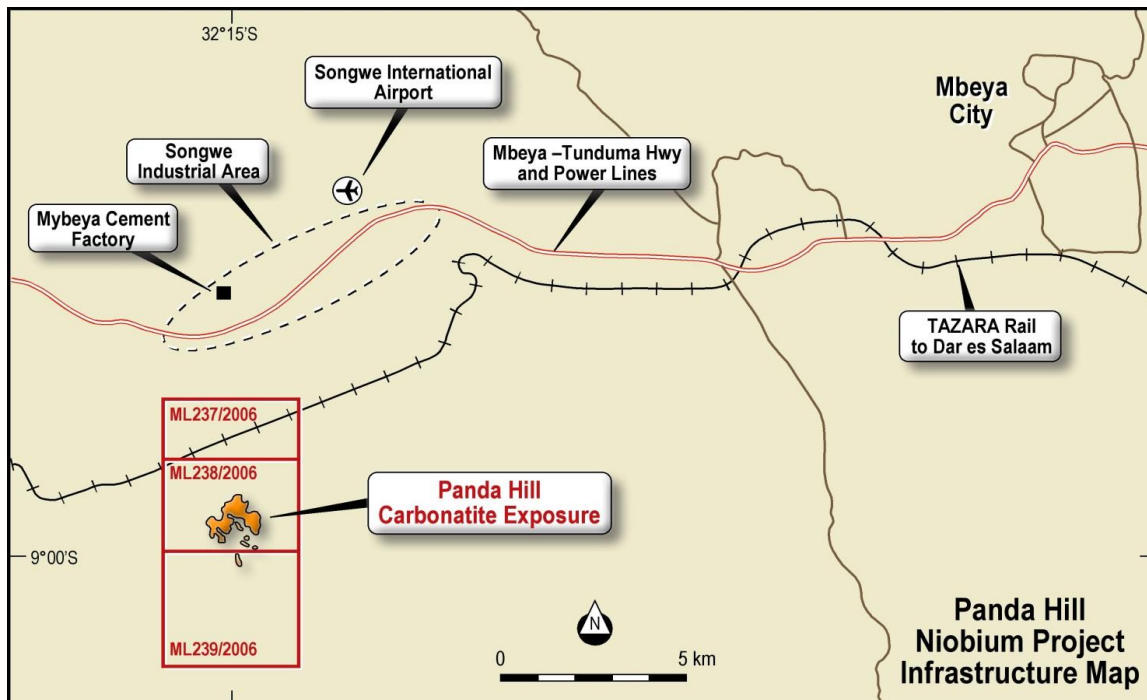 32°15'S
Songwe International
Airport
Mbeya
City
Songwe
Industrial Area
Mbeya –Tunduma Hwy
and Power Lines
Mybeya Cement
Factory
TAZARA Rail
to Dar es Salaam
ML237/2006
ML238/2006
Panda Hill
Carbonatite Exposure
9°00'S
ML239/2006
N
0 5 km
Panda Hill
Niobium Project
Infrastructure Map